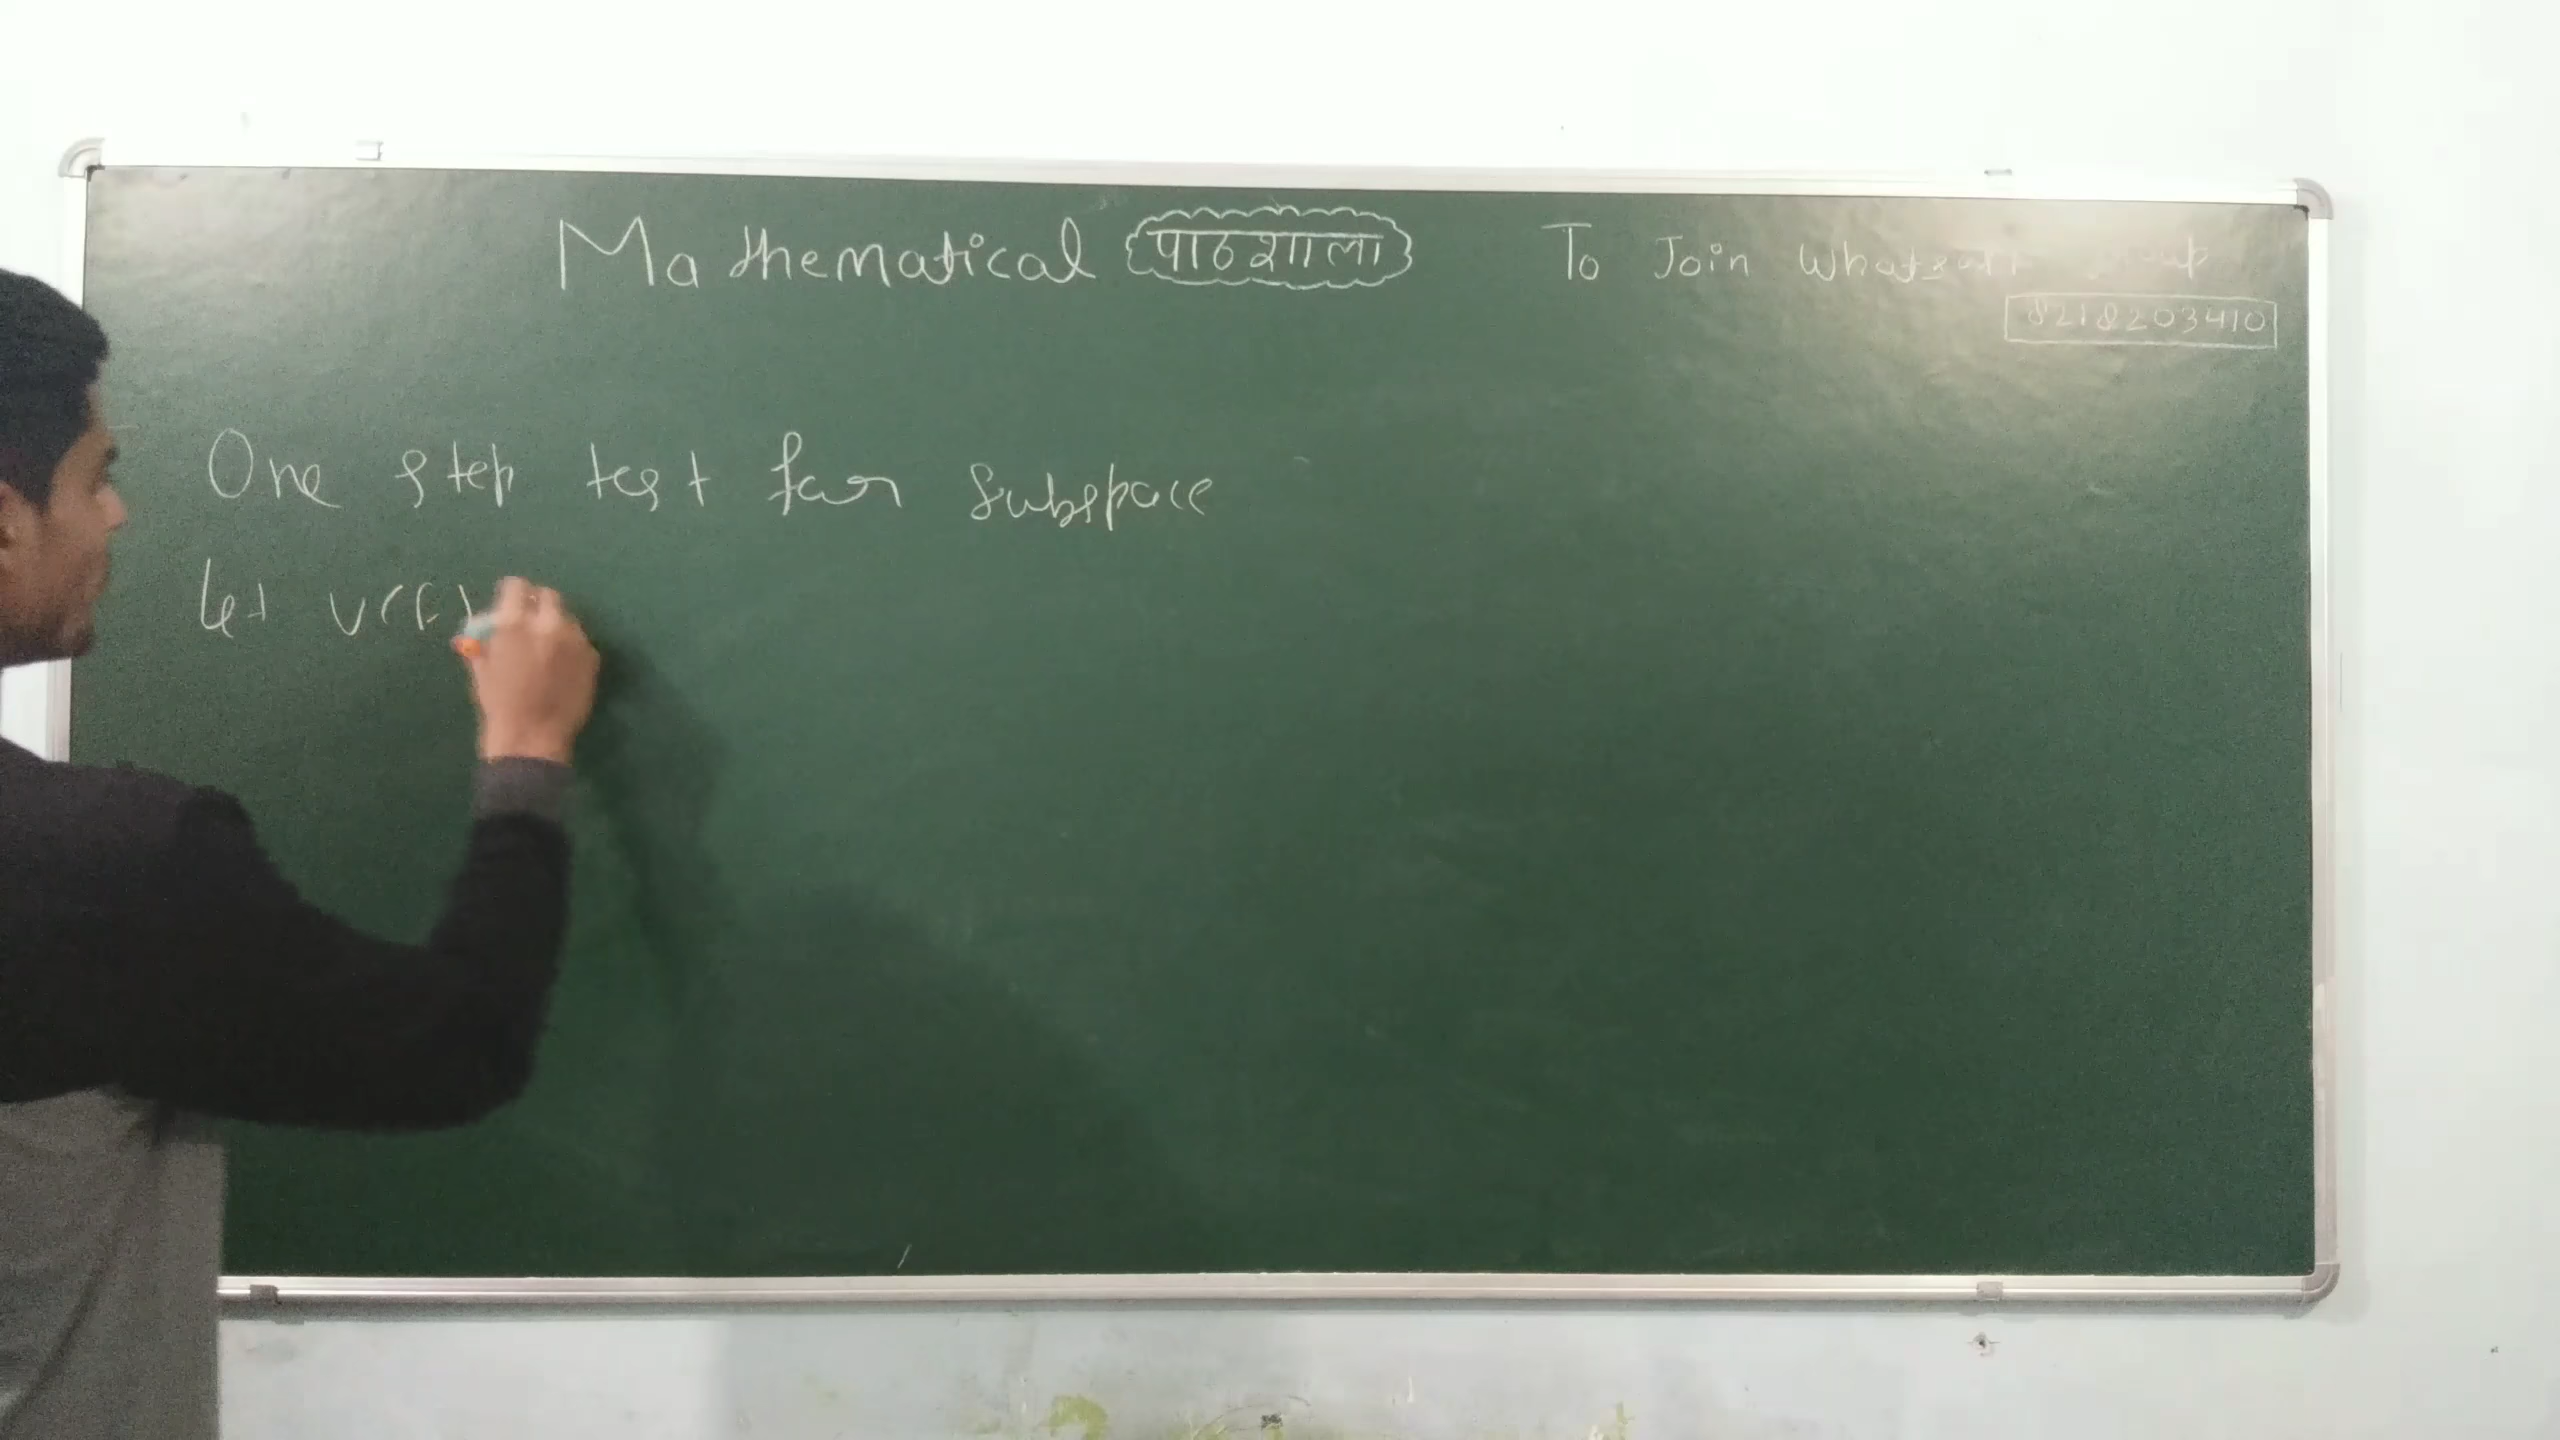 Mathematical पाठशाला To Join Whatsapp
8218203410
One step test for subspace
let V(F)